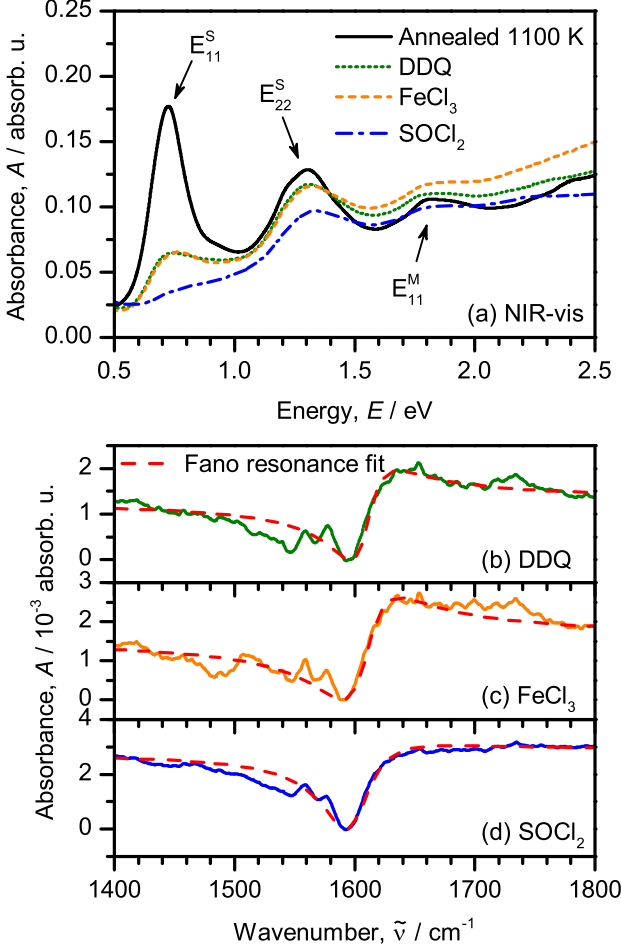 0.25
0.20
0.15
0.10
0.05
0.00
Absorbance, A / absorb. u.
E₁₁ˢ
E₂₂ˢ
E₁₁ᴹ
Annealed 1100 K
DDQ
FeCl₃
SOCl₂
(a) NIR-vis
0.5 1.0 1.5 2.0 2.5
Energy, E / eV
Absorbance, A / 10⁻³ absorb. u.
2
1
0
Fano resonance fit
(b) DDQ
3
2
1
0
(c) FeCl₃
4
2
0
(d) SOCl₂
1400 1500 1600 1700 1800
Wavenumber, ν̃ / cm⁻¹